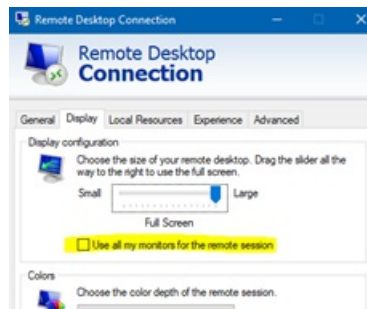 Remote Desktop Connection
Remote Desktop
Connection
General Display Local Resources Experience Advanced
Display configuration
Choose the size of your remote desktop. Drag the slider all the
way to the right to use the full screen.
Small Large
Full Screen
Use all my monitors for the remote session
Colors
Choose the color depth of the remote session.